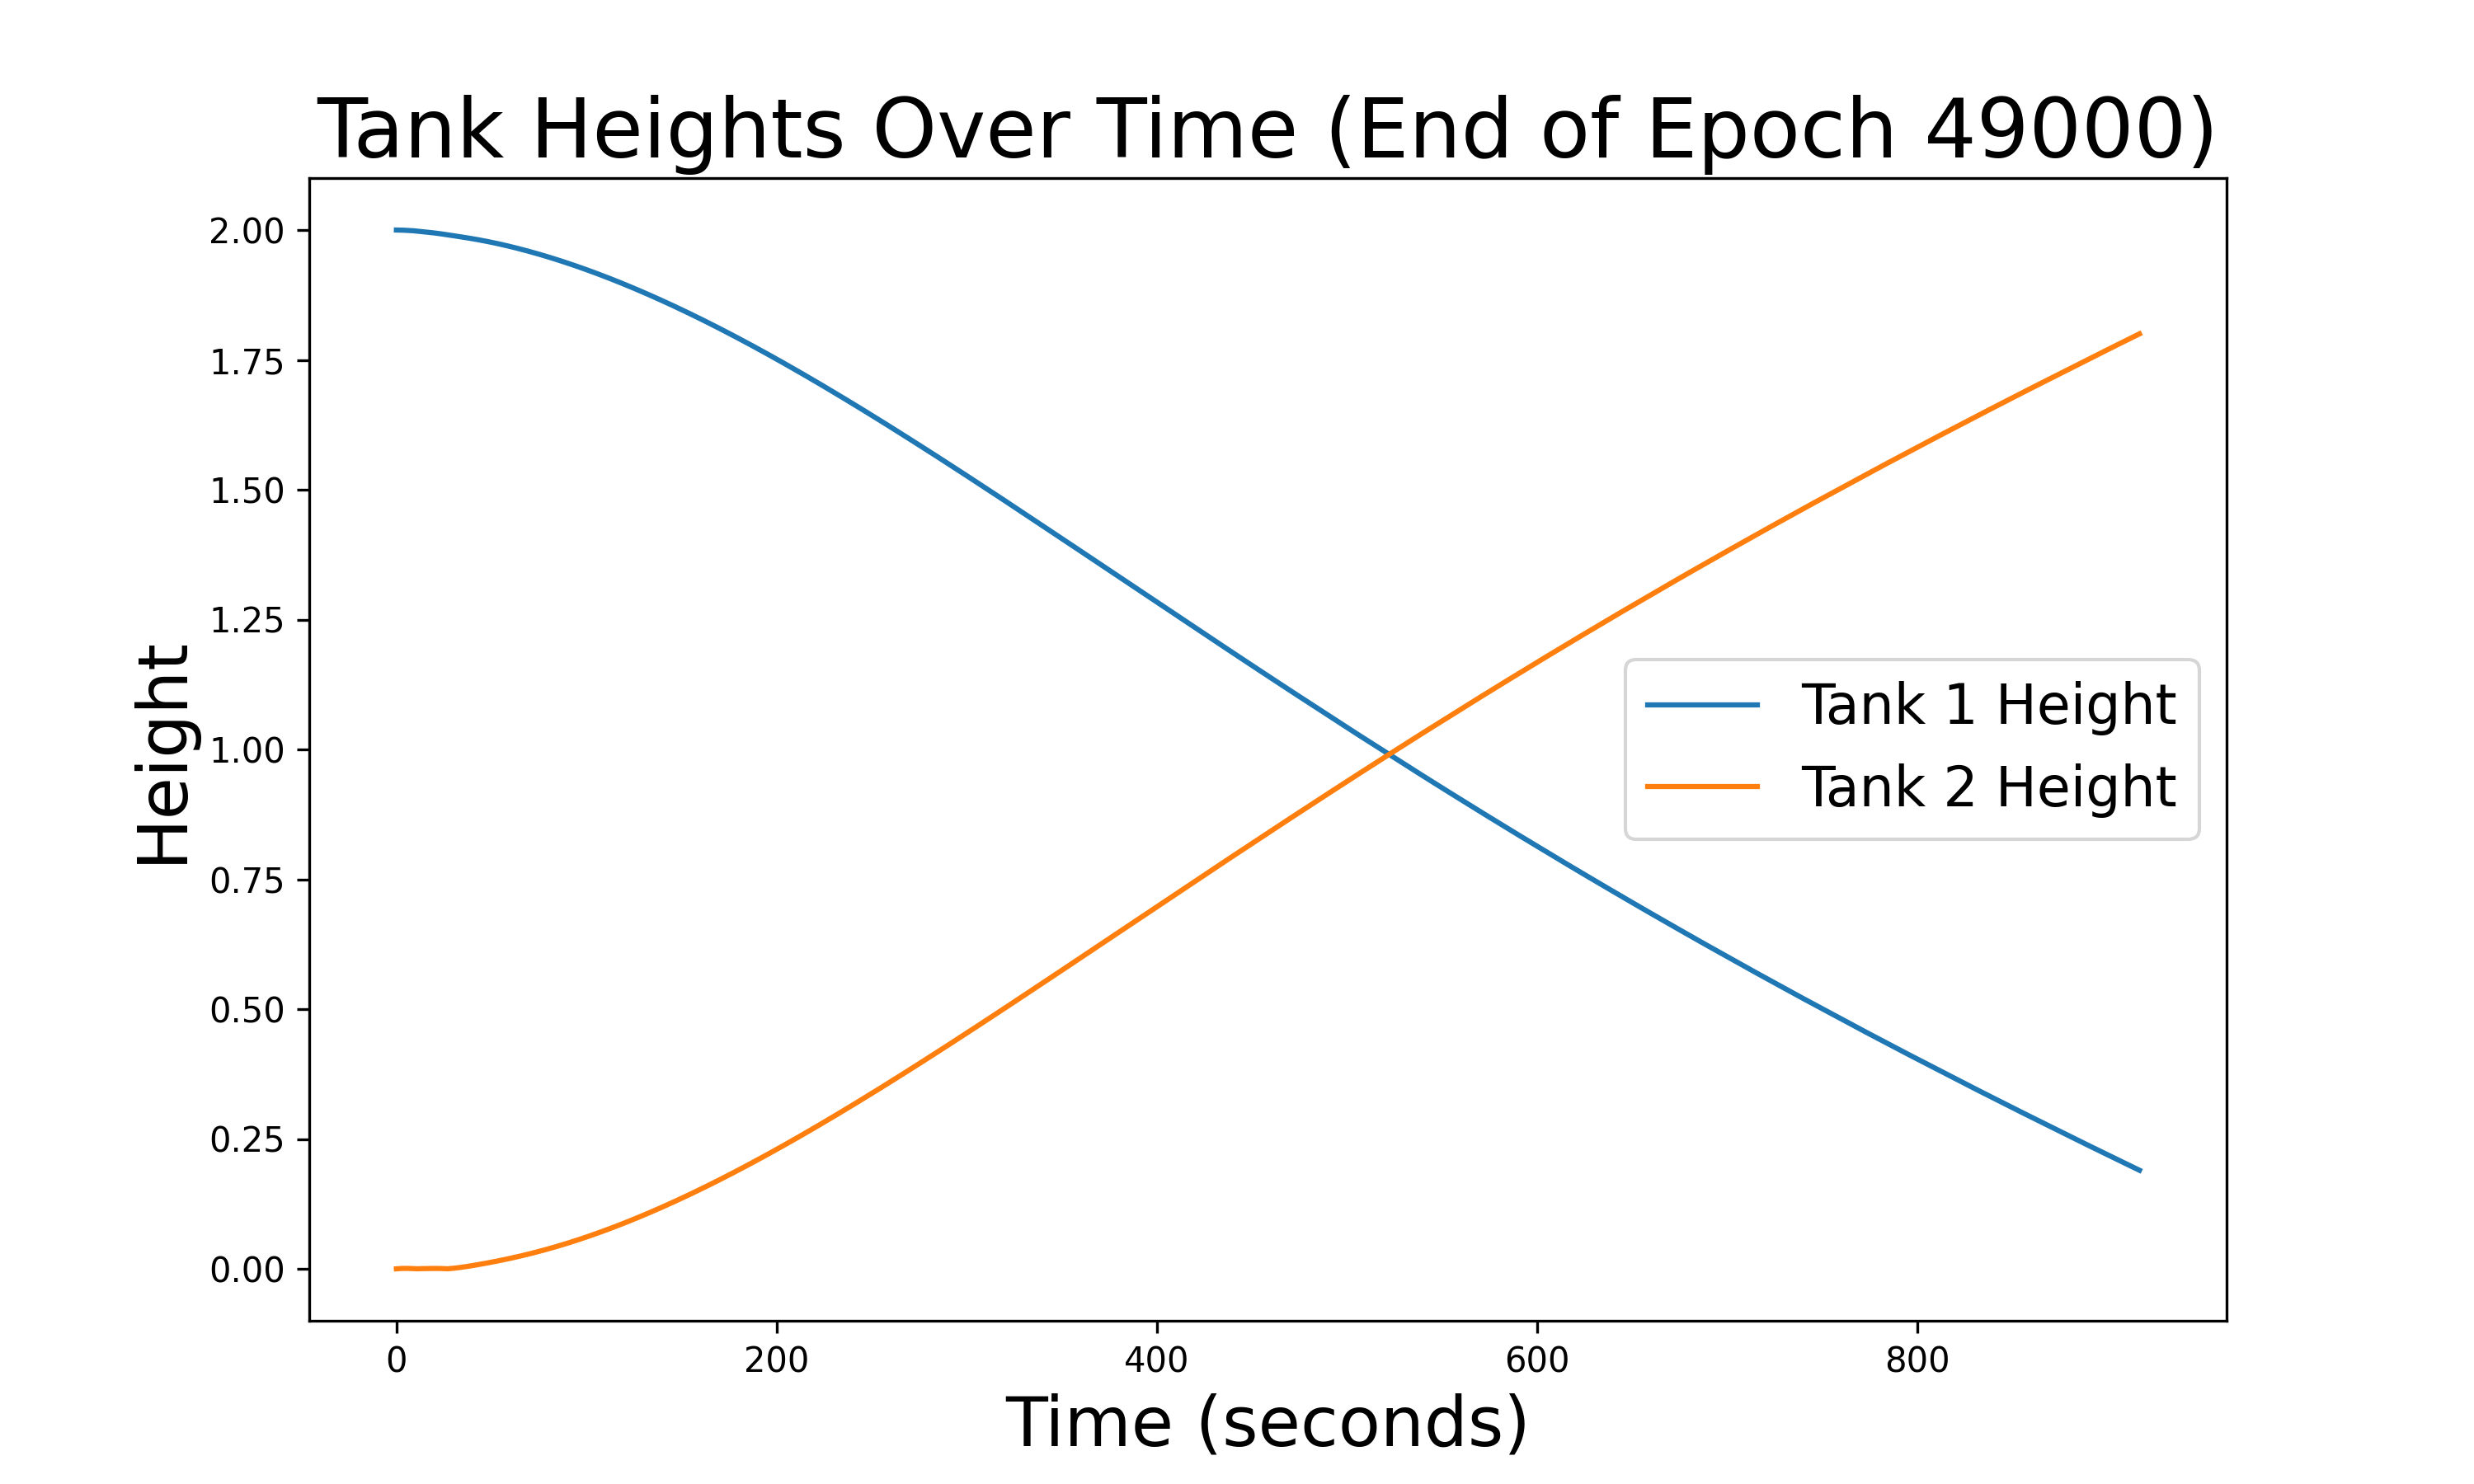 Tank Heights Over Time (End of Epoch 49000)
Height
2.00
1.75
1.50
1.25
1.00
0.75
0.50
0.25
0.00
Tank 1 Height
Tank 2 Height
0 200 400 600 800
Time (seconds)